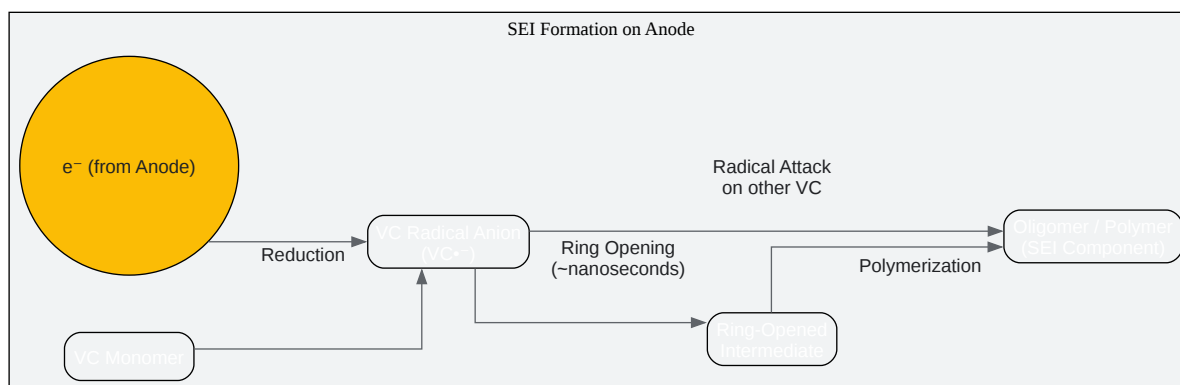 SEI Formation on Anode
e⁻ (from Anode)
Radical Attack
on other VC
Reduction
VC Radical Anion
(VC•⁻)
Ring Opening
(~nanoseconds)
Oligomer / Polymer
(SEI Component)
Polymerization
VC Monomer
Ring-Opened
Intermediate